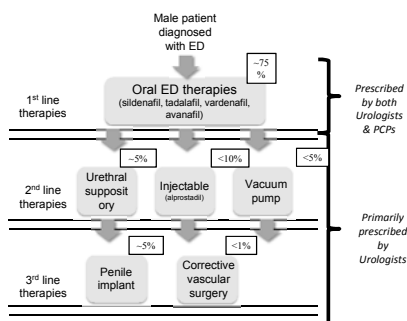 Male patient
diagnosed
with ED
~75
%
Oral ED therapies
(sildenafil, tadalafil, vardenafil,
avanafil)
1st line
therapies
Prescribed
by both
Urologists
& PCPs
~5%
<10%
<5%
Urethral
supposit
ory
Injectable
(alprostadil)
Vacuum
pump
2nd line
therapies
Primarily
prescribed
by
Urologists
~5%
<1%
Penile
implant
Corrective
vascular
surgery
3rd line
therapies